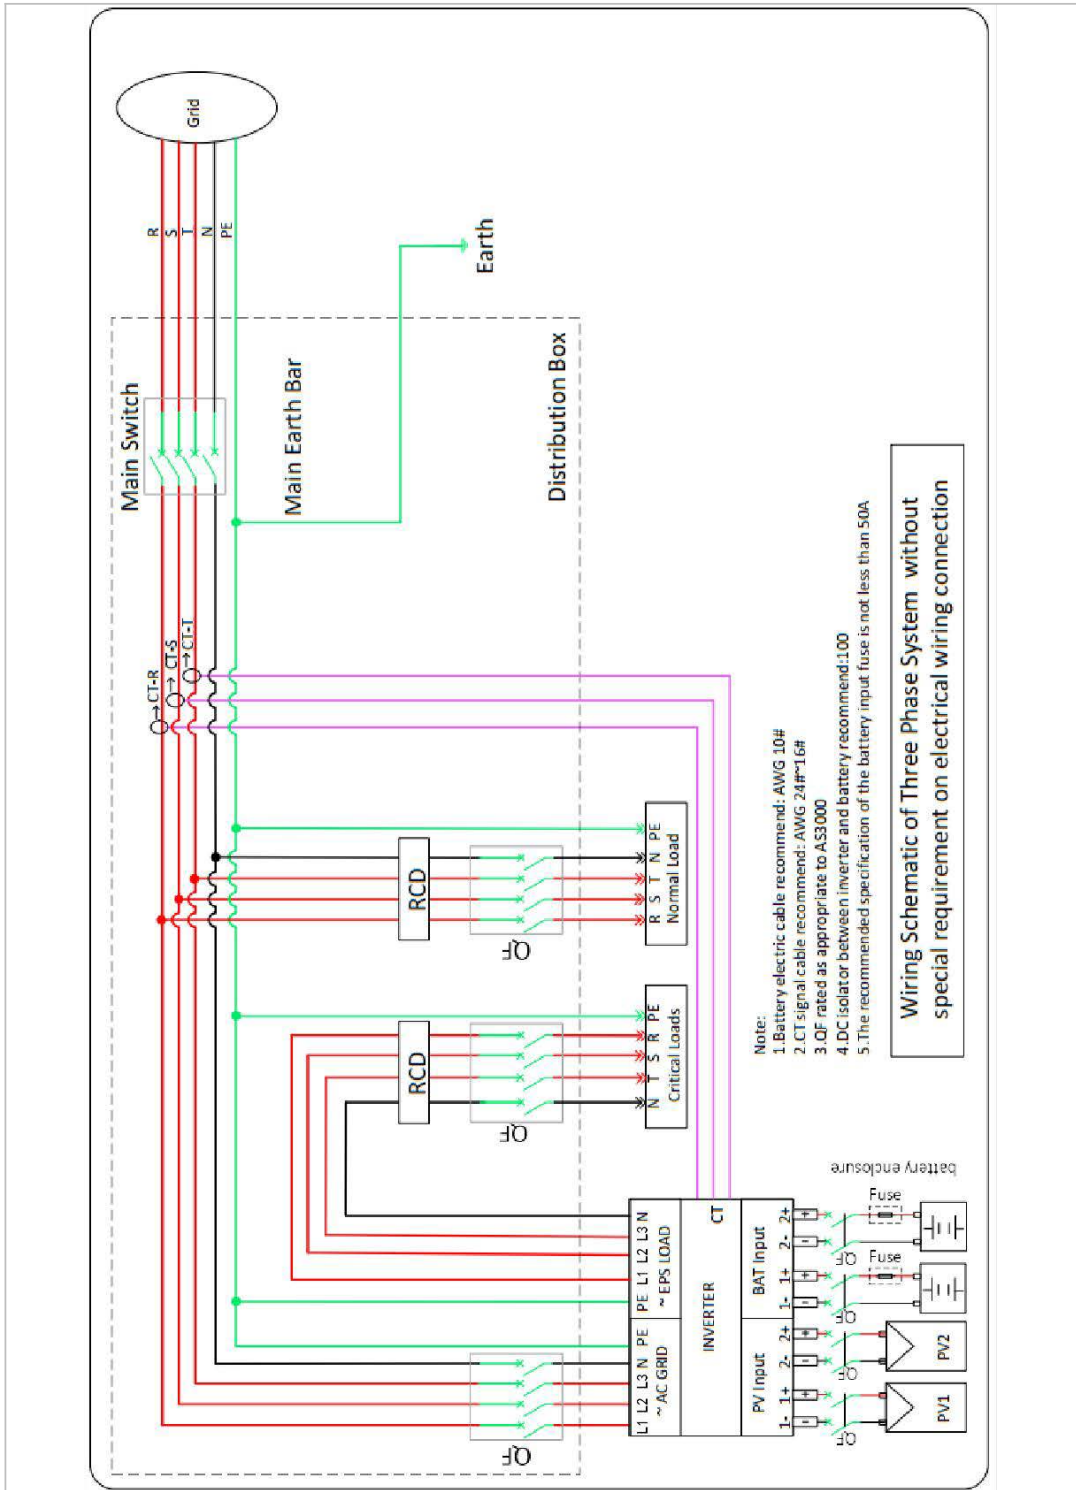 Grid
R
S
T
N
PE
Earth
Main Switch
Main Earth Bar
Distribution Box
CT-R
CT-S
CT-T
RCD
QF
R S T N PE
Normal Load
RCD
QF
N T S R PE
Critical Loads
QF
L1 L2 L3 N PE
~ AC GRID
PE L1 L2 L3 N
~ EPS LOAD
INVERTER
CT
PV Input
1- 1+ 2- 2+
BAT Input
1- 1+ 2- 2+
- + - + - + - +
QF
QF
QF
QF
Fuse
Fuse
PV1
PV2
battery enclosure
Note:
1.Battery electric cable recommend: AWG 10#
2.CT signal cable recommend: AWG 24#~16#
3.QF rated as appropriate to AS3000
4.DC isolator between inverter and battery recommend:100
5.The recommended specification of the battery input fuse is not less than 50A
Wiring Schematic of Three Phase System without
special requirement on electrical wiring connection